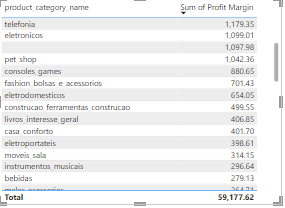 product_category_name Sum of Profit Margin
telefonia 1,179.35
eletronicos 1,099.01
1,097.98
pet_shop 1,042.36
consoles_games 880.65
fashion_bolsas_e_acessorios 701.43
eletrodomesticos 654.05
construcao_ferramentas_construcao 499.55
livros_interesse_geral 406.85
casa_conforto 401.70
eletroportateis 398.61
moveis_sala 314.15
instrumentos_musicais 296.64
bebidas 279.13
Total 59,177.62